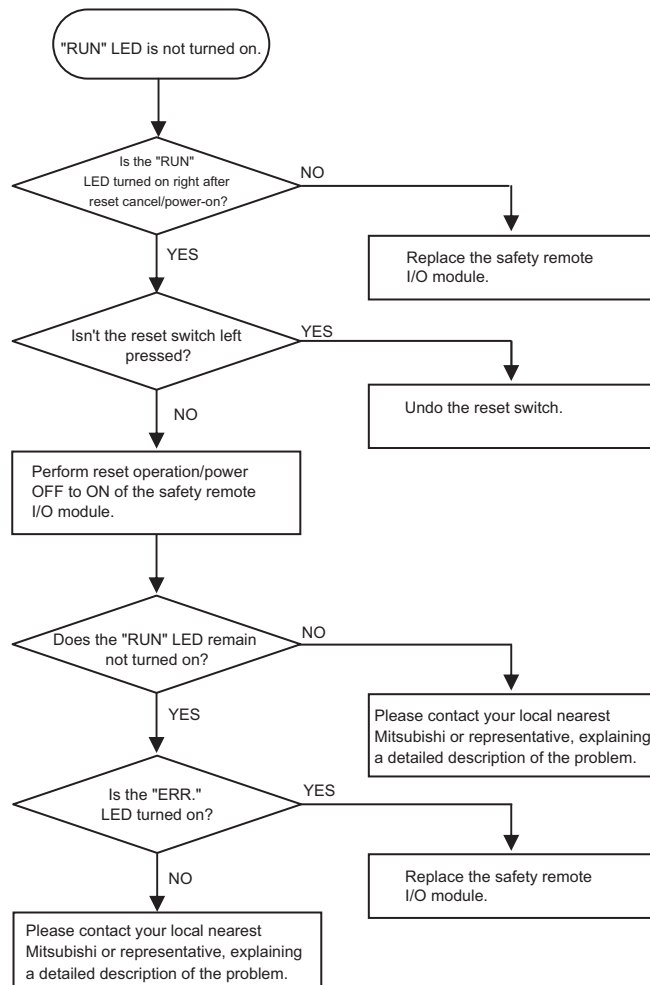 "RUN" LED is not turned on.
Is the "RUN"
LED turned on right after
reset cancel/power-on?
NO
Replace the safety remote
I/O module.
YES
Isn't the reset switch left
pressed?
YES
Undo the reset switch.
NO
Perform reset operation/power
OFF to ON of the safety remote
I/O module.
Does the "RUN" LED remain
not turned on?
NO
Please contact your local nearest
Mitsubishi or representative, explaining
a detailed description of the problem.
YES
Is the "ERR."
LED turned on?
YES
Replace the safety remote
I/O module.
NO
Please contact your local nearest
Mitsubishi or representative, explaining
a detailed description of the problem.